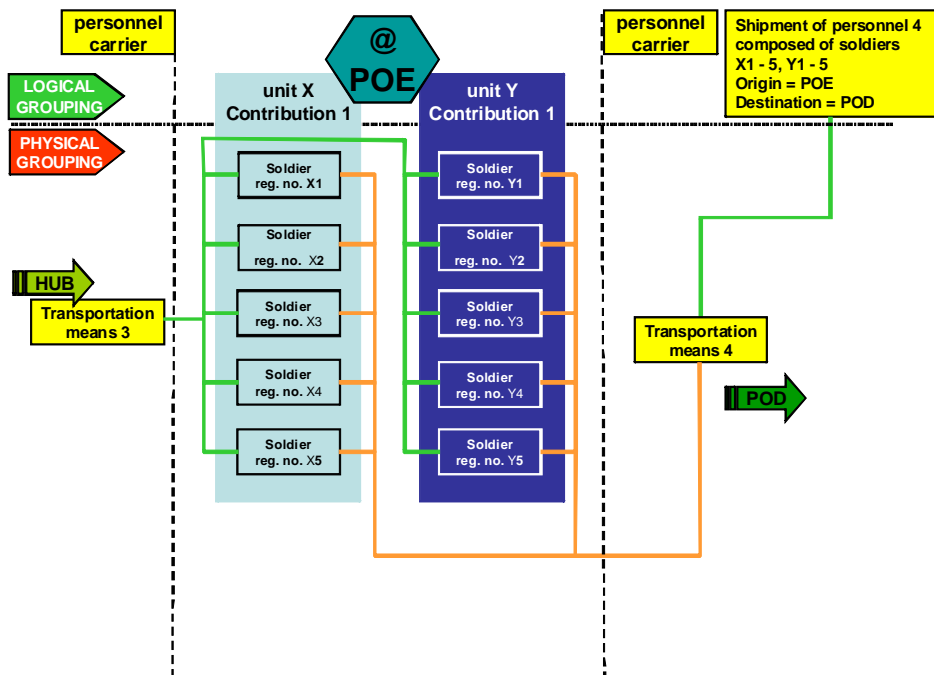 personnel
carrier
@
POE
personnel
carrier
Shipment of personnel 4
composed of soldiers
X1 - 5, Y1 - 5
Origin = POE
Destination = POD
LOGICAL
GROUPING
unit X
Contribution 1
unit Y
Contribution 1
PHYSICAL
GROUPING
Soldier
reg. no. X1
Soldier
reg. no. Y1
Soldier
reg. no. X2
Soldier
reg. no. Y2
HUB
Transportation
means 3
Soldier
reg. no. X3
Soldier
reg. no. Y3
Transportation
means 4
Soldier
reg. no. X4
Soldier
reg. no. Y4
POD
Soldier
reg. no. X5
Soldier
reg. no. Y5